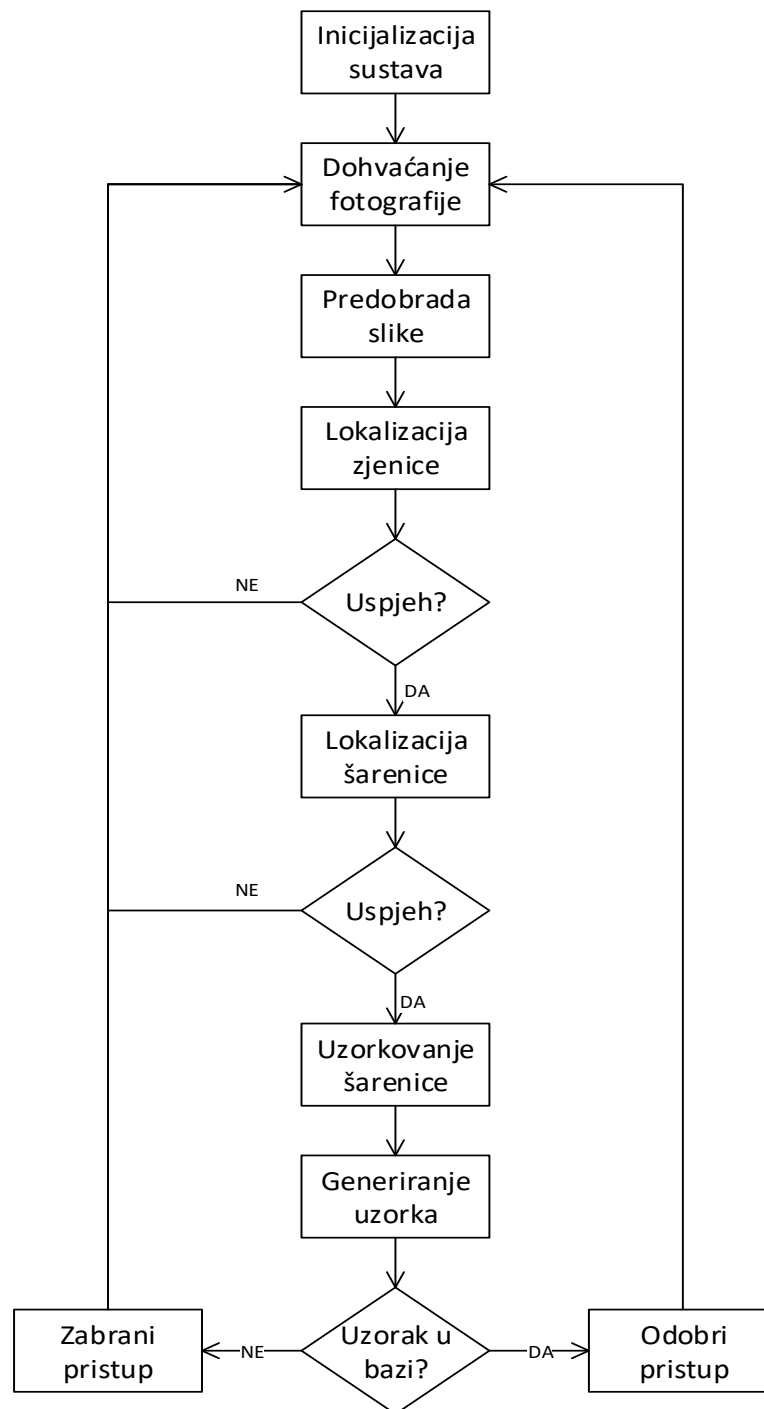 Inicijalizacija
sustava
Dohvaćanje
fotografije
Predobrada
slike
Lokalizacija
zjenice
Uspjeh?
NE
DA
Lokalizacija
šarenice
Uspjeh?
NE
DA
Uzorkovanje
šarenice
Generiranje
uzorka
Uzorak u
bazi?
NE
DA
Zabrani
pristup
Odobri
pristup